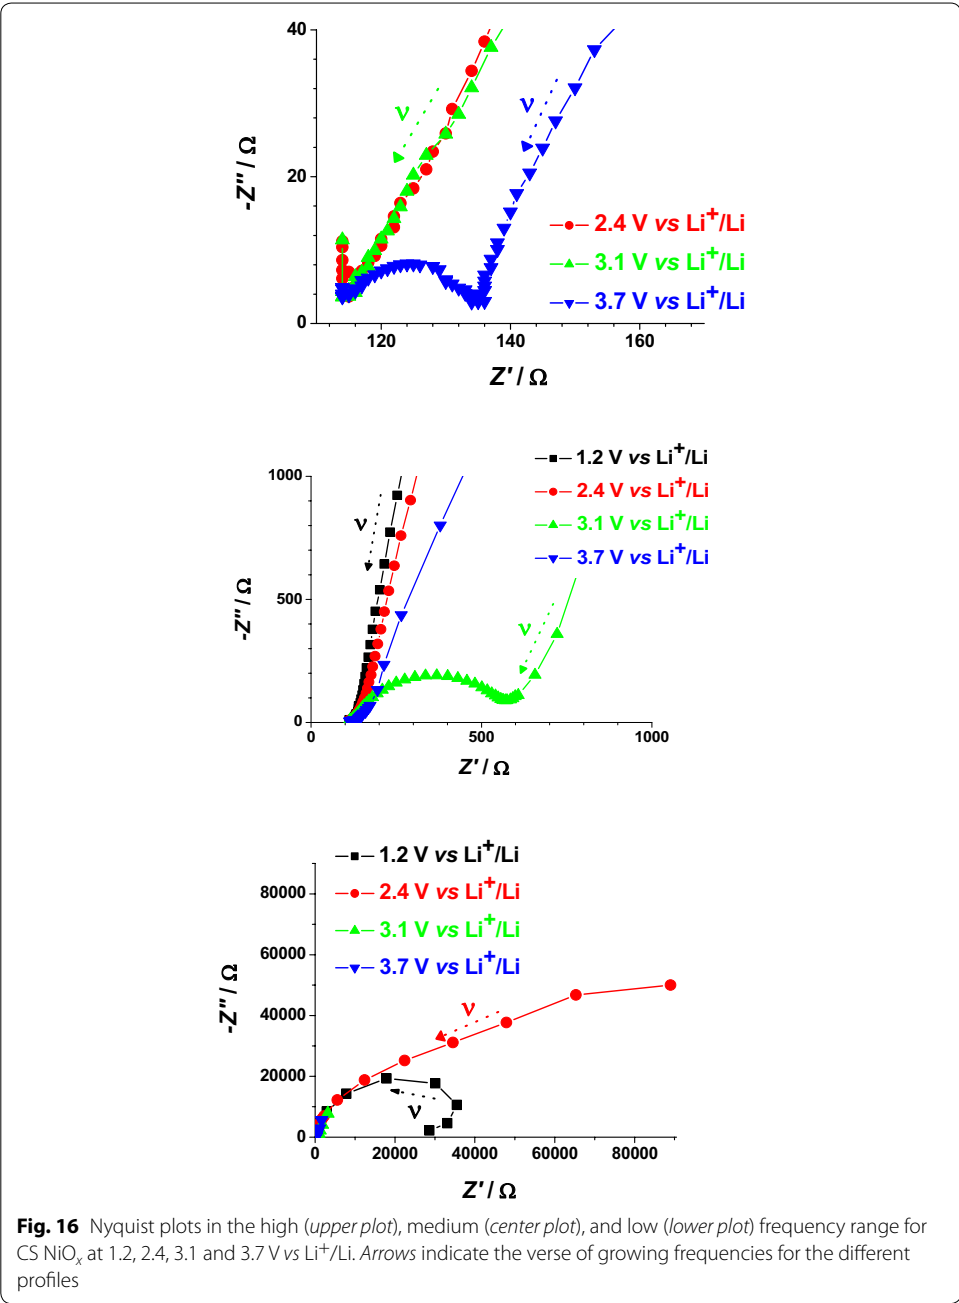 40
20
0
-Z'' / Ω
ν
ν
2.4 V vs Li+/Li
3.1 V vs Li+/Li
3.7 V vs Li+/Li
120 140 160
Z' / Ω
1.2 V vs Li+/Li
2.4 V vs Li+/Li
3.1 V vs Li+/Li
3.7 V vs Li+/Li
1000
500
0
-Z'' / Ω
ν
ν
0 500 1000
Z' / Ω
1.2 V vs Li+/Li
2.4 V vs Li+/Li
3.1 V vs Li+/Li
3.7 V vs Li+/Li
80000
60000
40000
20000
0
-Z'' / Ω
ν
ν
0 20000 40000 60000 80000
Z' / Ω
Fig. 16 Nyquist plots in the high (upper plot), medium (center plot), and low (lower plot) frequency range for
CS NiOx at 1.2, 2.4, 3.1 and 3.7 V vs Li+/Li. Arrows indicate the verse of growing frequencies for the different
profiles